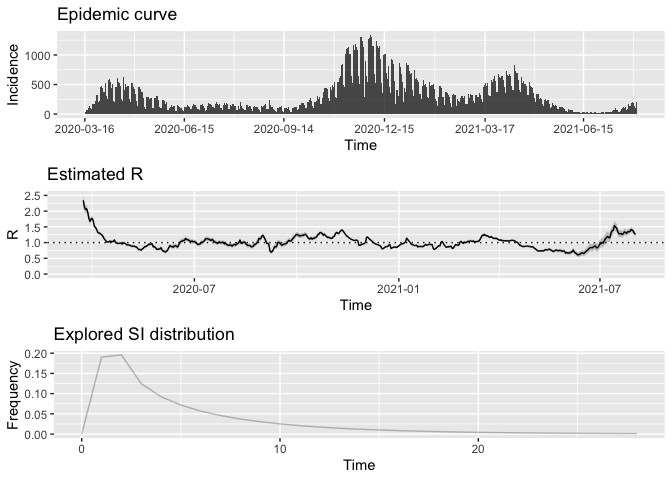 Epidemic curve
Incidence
1000
500
0
2020-03-16 2020-06-15 2020-09-14 2020-12-15 2021-03-17 2021-06-15
Time
Estimated R
R
2.5
2.0
1.5
1.0
0.5
0.0
2020-07 2021-01 2021-07
Time
Explored SI distribution
Frequency
0.20
0.15
0.10
0.05
0.00
0 10 20
Time